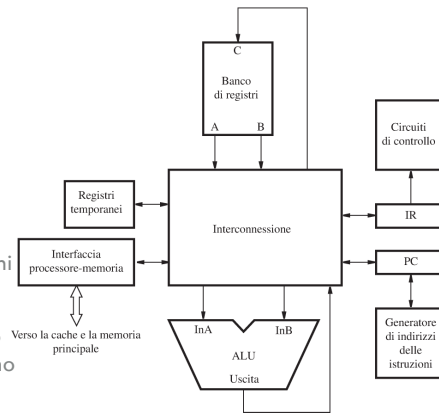 C
Banco
di registri
A B
Circuiti
di controllo
Registri
temporanei
Interconnessione
IR
Interfaccia
processore-memoria
PC
Verso la cache e la memoria
principale
InA InB
ALU
Uscita
Generatore
di indirizzi
delle
istruzioni